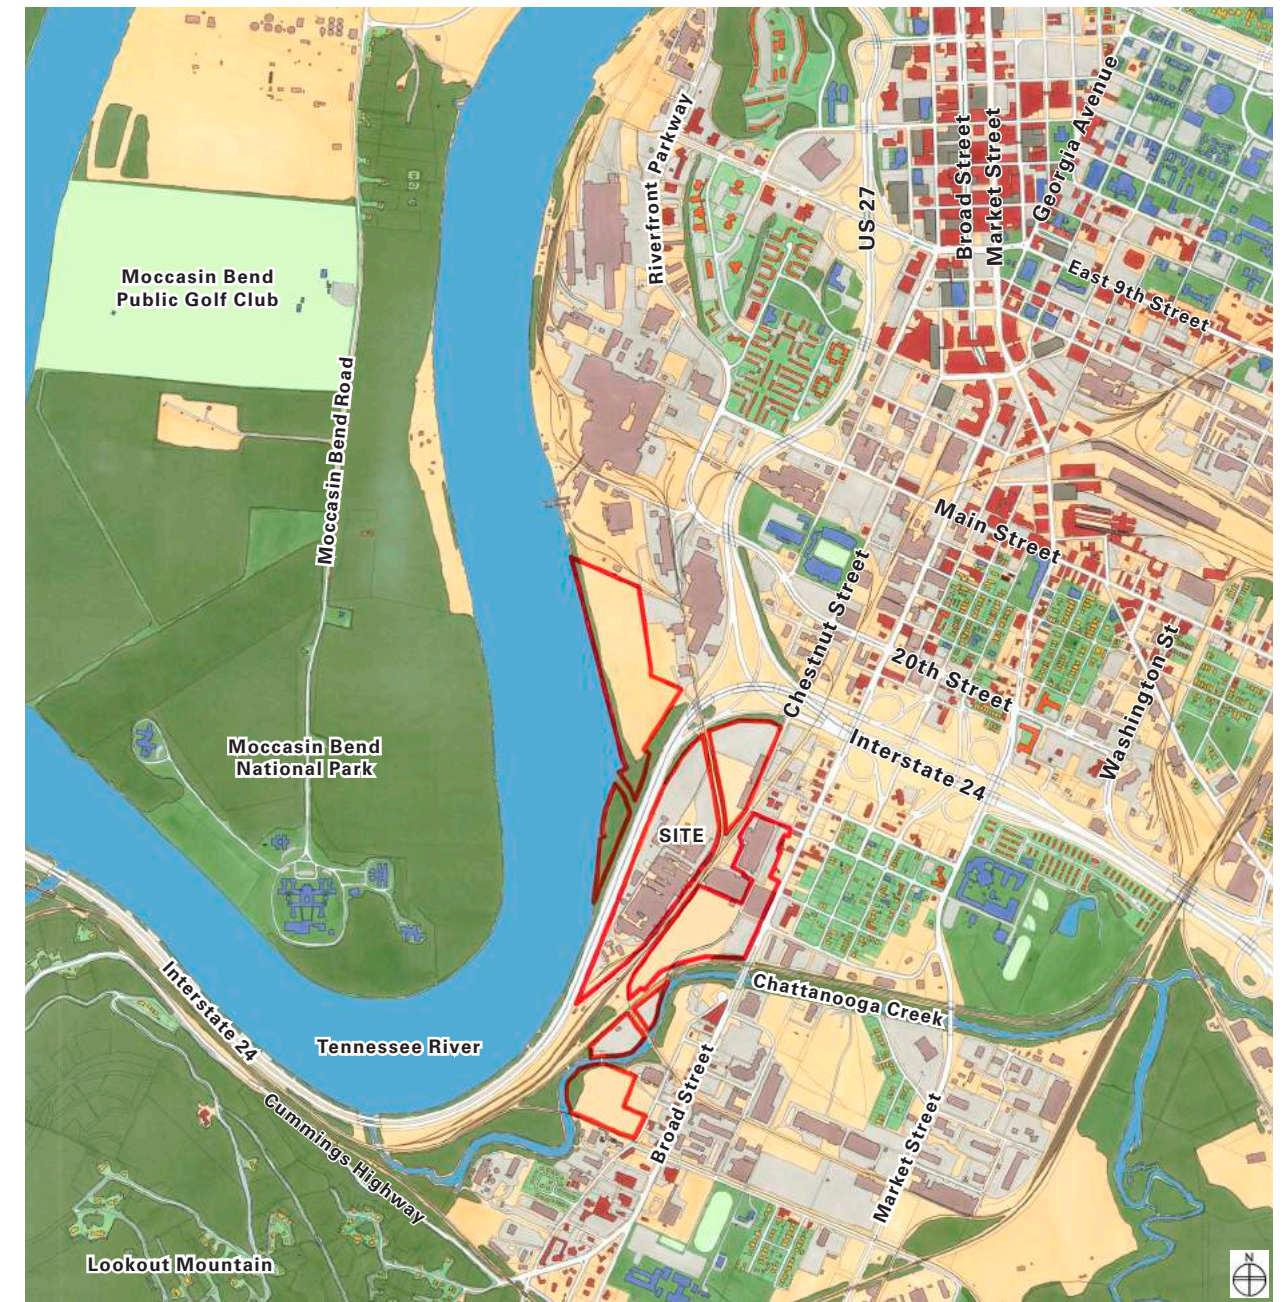 Riverfront Parkway
US 27
Broad Street
Market Street
Georgia Avenue
East 9th Street
Moccasin Bend
Public Golf Club
Moccasin Bend Road
Main Street
Chestnut Street
20th Street
Washington St
Interstate 24
Moccasin Bend
National Park
SITE
Chattanooga Creek
Interstate 24
Tennessee River
Cummings Highway
Broad Street
Market Street
Lookout Mountain
N